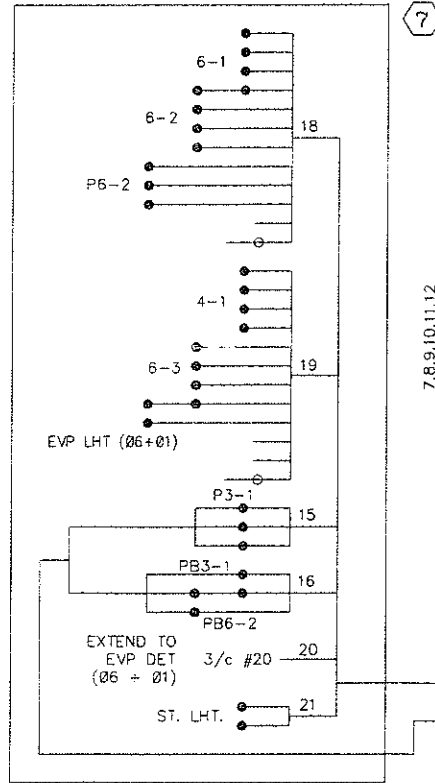 7
6-1
6-2
18
P6-2
4-1
6-3
19
EVP LHT (Ø6+Ø1)
P3-1
15
PB3-1
16
PB6-2
EXTEND TO
EVP DET
(Ø6 + Ø1)
3/c #20
20
ST. LHT.
21
7,8,9,10,11,12